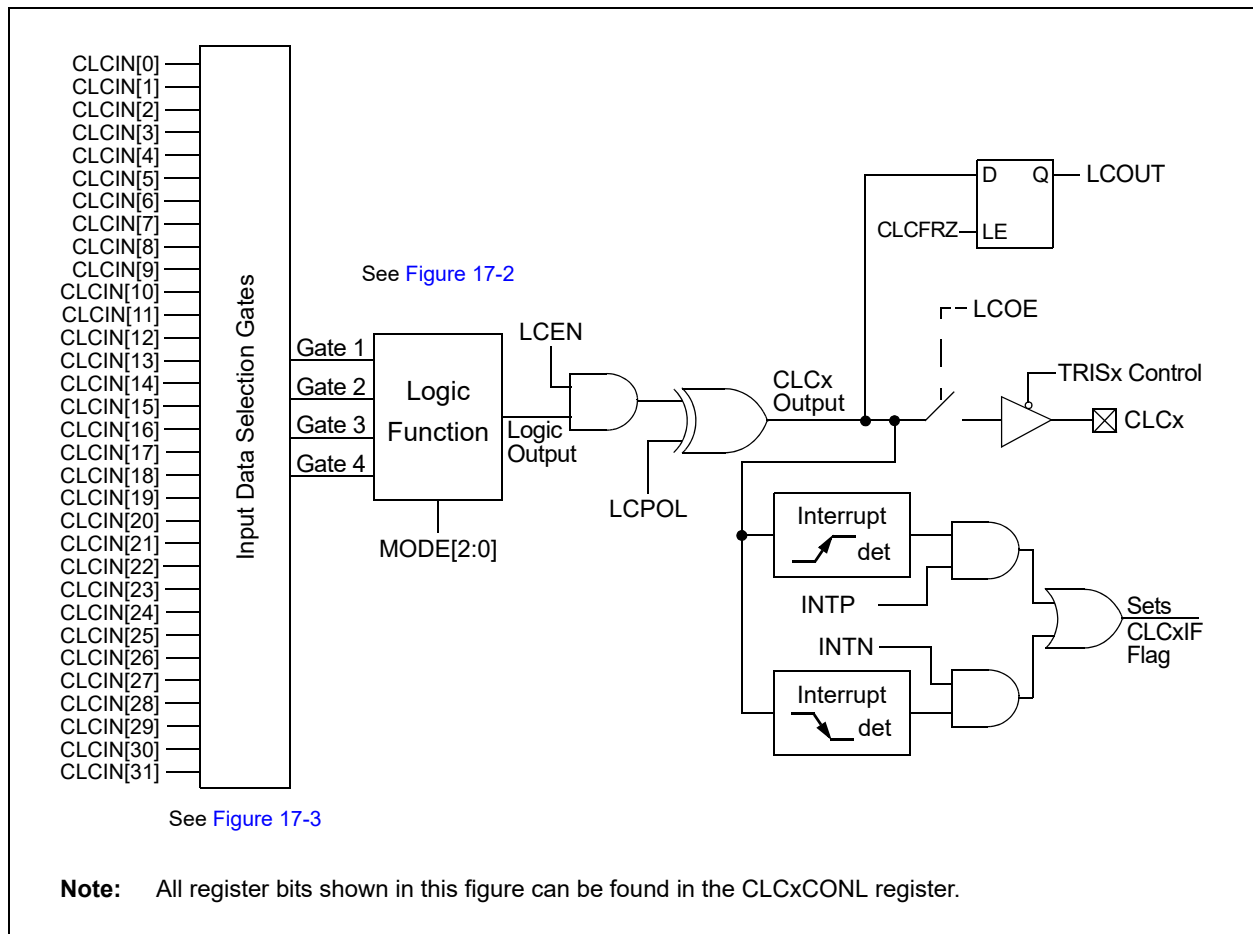 CLCIN[0]
CLCIN[1]
CLCIN[2]
CLCIN[3]
CLCIN[4]
CLCIN[5]
CLCIN[6]
CLCIN[7]
CLCIN[8]
CLCIN[9]
CLCIN[10]
CLCIN[11]
CLCIN[12]
CLCIN[13]
CLCIN[14]
CLCIN[15]
CLCIN[16]
CLCIN[17]
CLCIN[18]
CLCIN[19]
CLCIN[20]
CLCIN[21]
CLCIN[22]
CLCIN[23]
CLCIN[24]
CLCIN[25]
CLCIN[26]
CLCIN[27]
CLCIN[28]
CLCIN[29]
CLCIN[30]
CLCIN[31]
Input Data Selection Gates
See Figure 17-3
Gate 1
Gate 2
Gate 3
Gate 4
See Figure 17-2
Logic
Function
MODE[2:0]
Logic
Output
LCEN
LCPOL
CLCx
Output
D
Q
LE
CLCFRZ
LCOUT
LCOE
TRISx Control
CLCx
Interrupt
det
INTP
INTN
Interrupt
det
Sets
CLCxIF
Flag
Note: All register bits shown in this figure can be found in the CLCxCONL register.